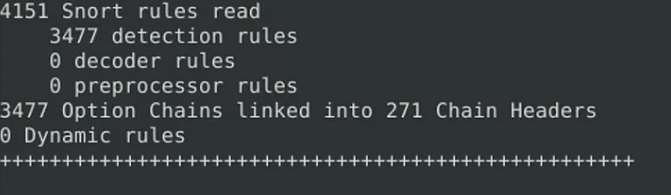 4151 Snort rules read
    3477 detection rules
    0 decoder rules
    0 preprocessor rules
3477 Option Chains linked into 271 Chain Headers
0 Dynamic rules
+++++++++++++++++++++++++++++++++++++++++++++++++++